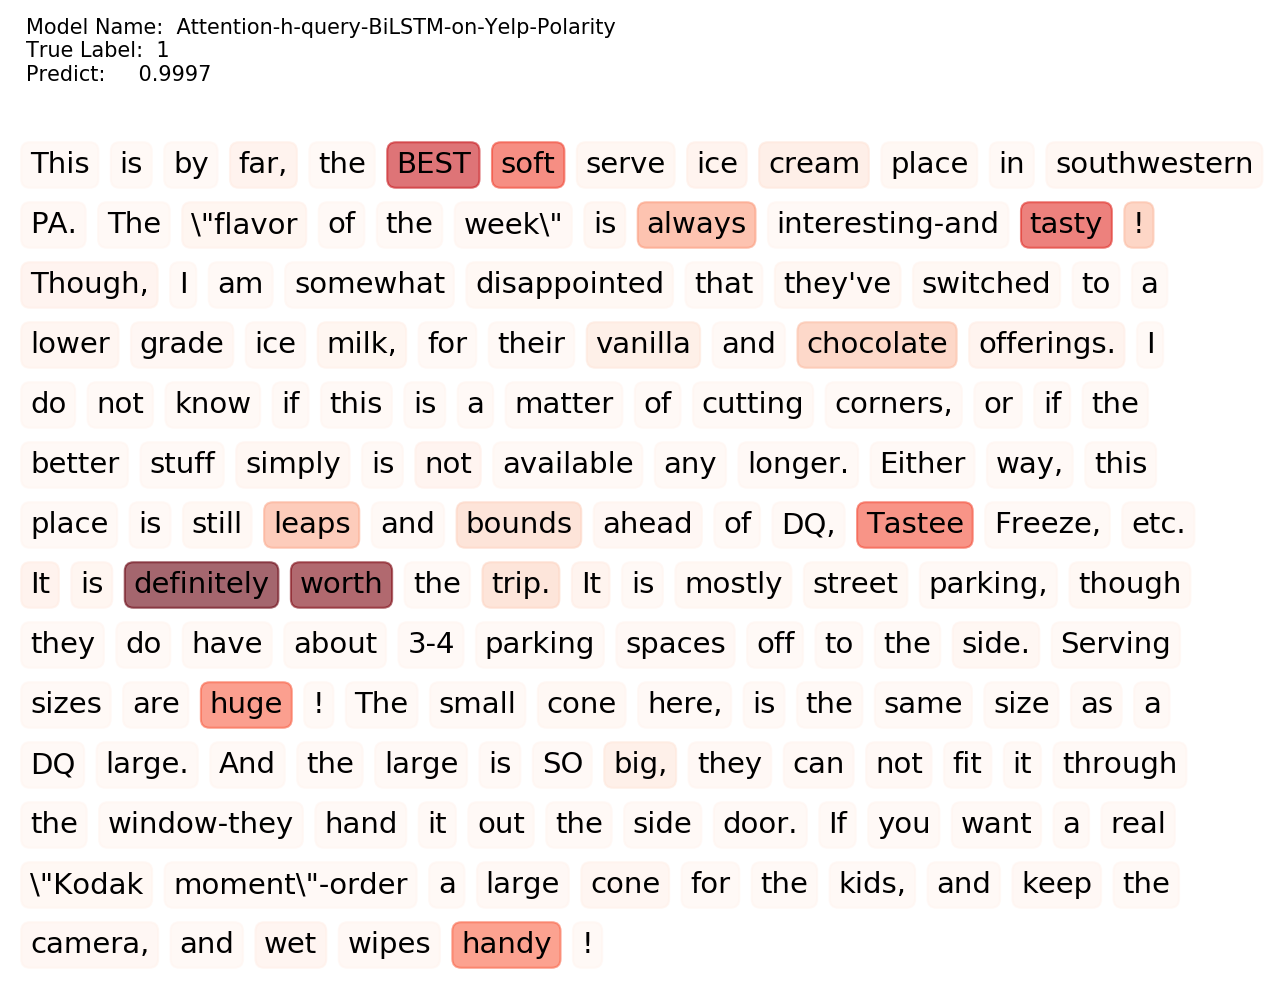 Model Name: Attention-h-query-BiLSTM-on-Yelp-Polarity
True Label: 1
Predict: 0.9997
This is by far, the BEST soft serve ice cream place in southwestern
PA. The \"flavor of the week\" is always interesting-and tasty !
Though, I am somewhat disappointed that they've switched to a
lower grade ice milk, for their vanilla and chocolate offerings. I
do not know if this is a matter of cutting corners, or if the
better stuff simply is not available any longer. Either way, this
place is still leaps and bounds ahead of DQ, Tastee Freeze, etc.
It is definitely worth the trip. It is mostly street parking, though
they do have about 3-4 parking spaces off to the side. Serving
sizes are huge ! The small cone here, is the same size as a
DQ large. And the large is SO big, they can not fit it through
the window-they hand it out the side door. If you want a real
\"Kodak moment\"-order a large cone for the kids, and keep the
camera, and wet wipes handy !